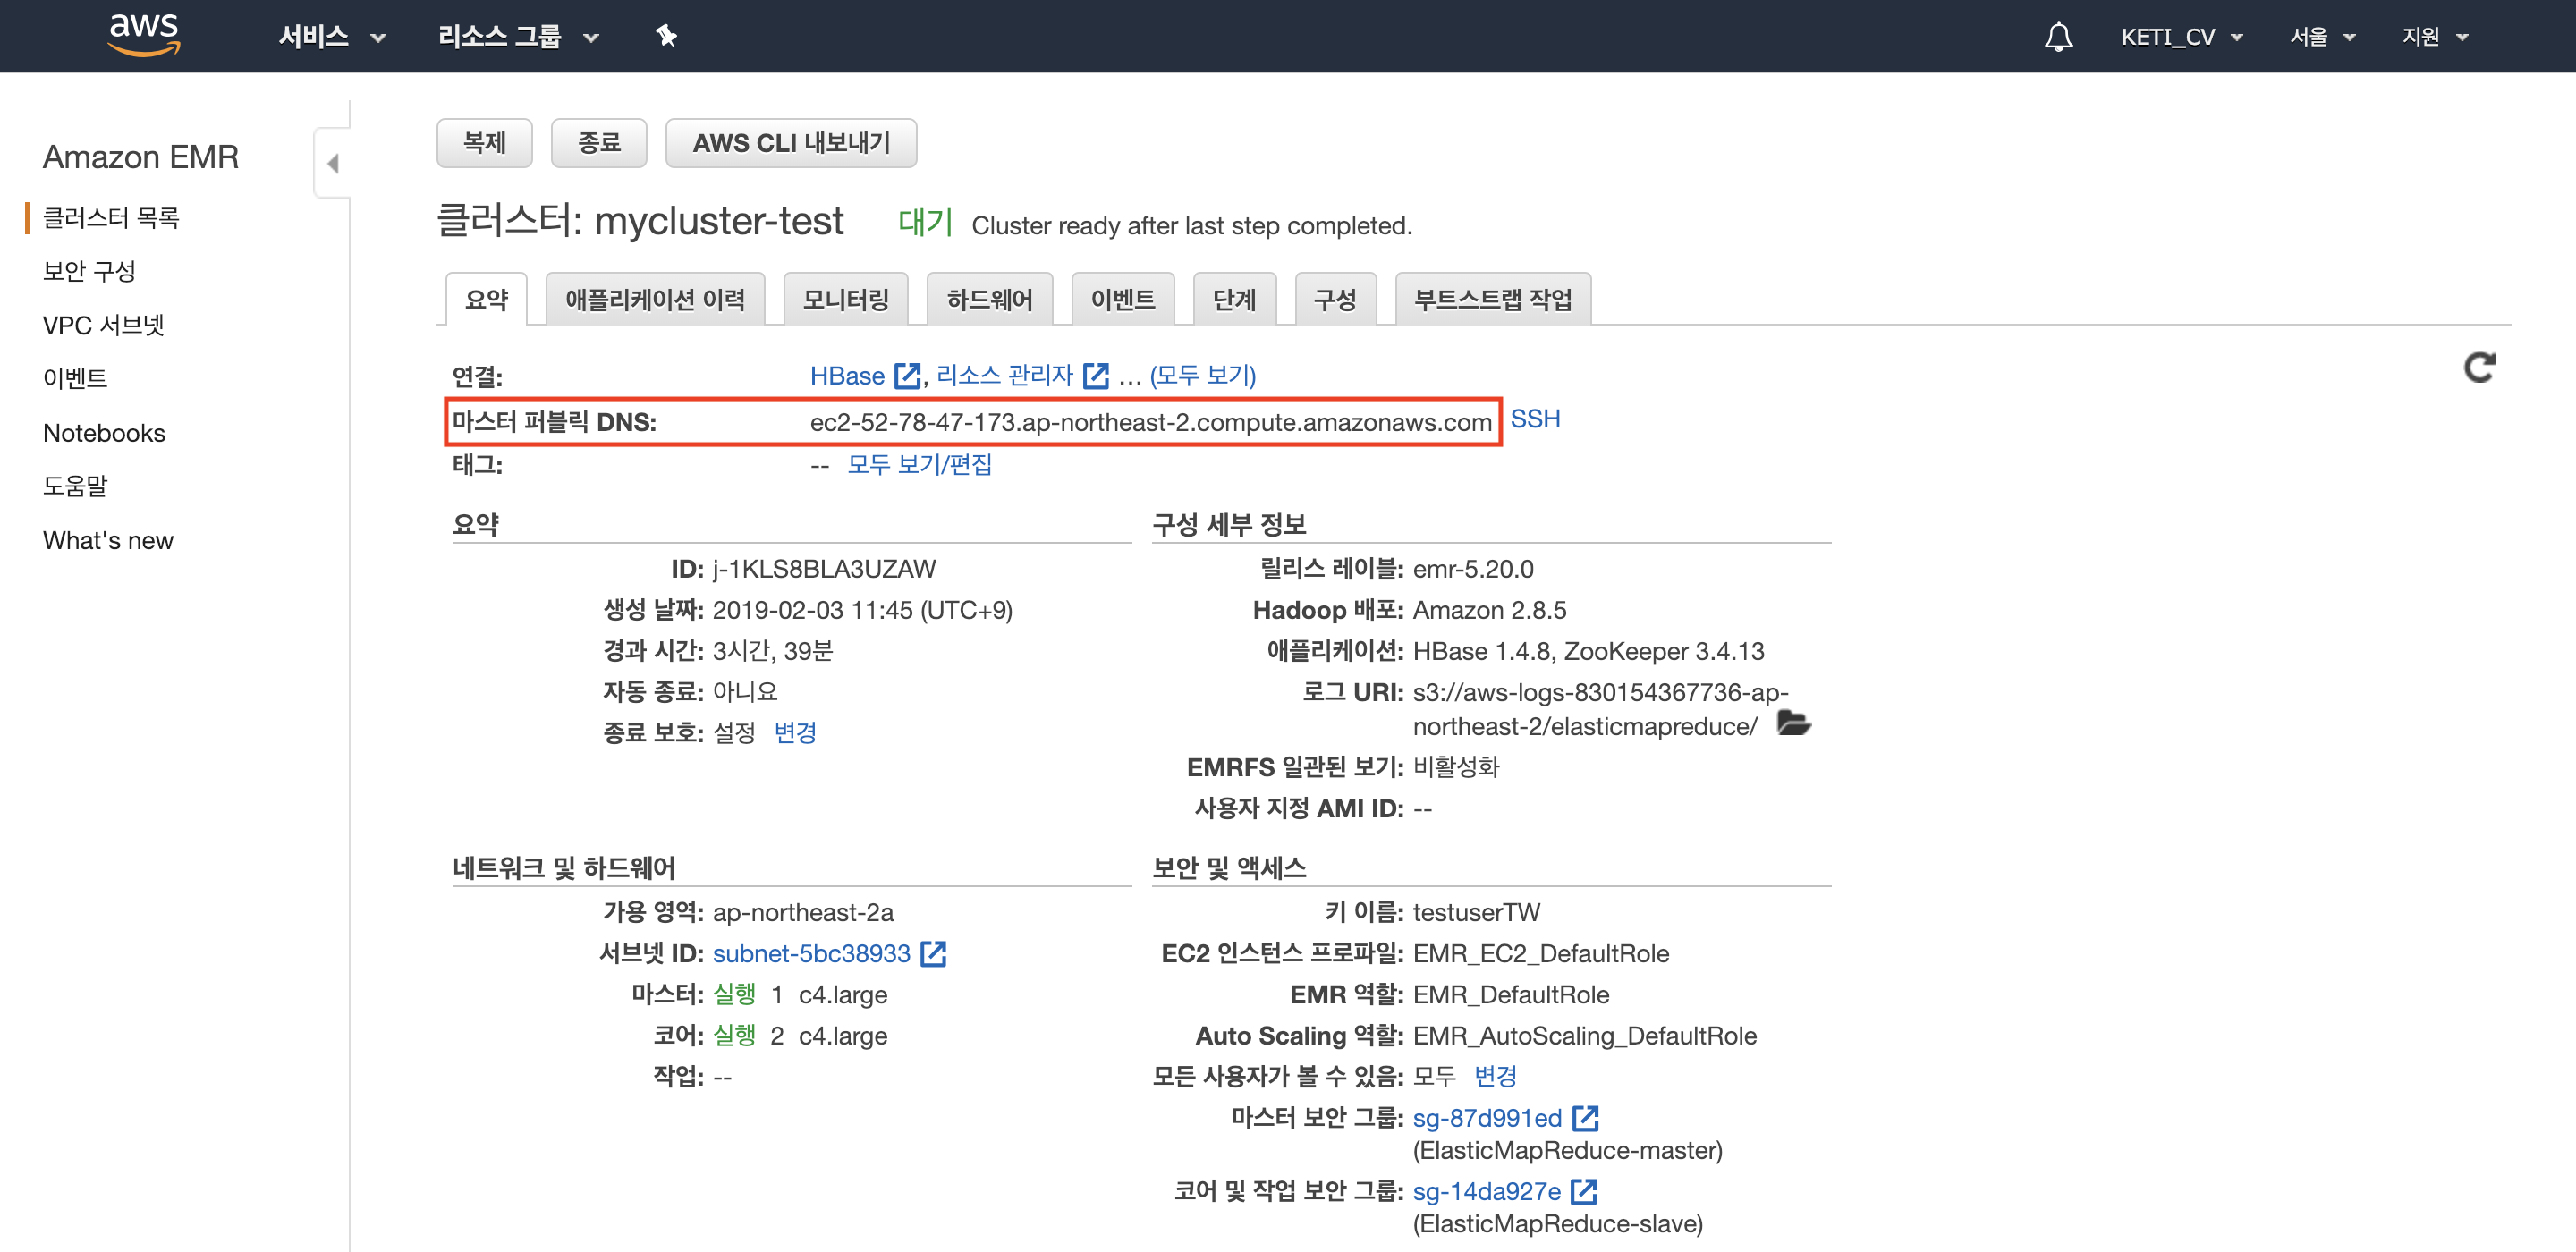 aws 서비스 리소스 그룹 KETI_CV 서울 지원
Amazon EMR
클러스터 목록
보안 구성
VPC 서브넷
이벤트
Notebooks
도움말
What's new
복제 종료 AWS CLI 내보내기
클러스터: mycluster-test 대기 Cluster ready after last step completed.
요약 애플리케이션 이력 모니터링 하드웨어 이벤트 단계 구성 부트스트랩 작업
연결: HBase , 리소스 관리자 ... (모두 보기)
마스터 퍼블릭 DNS: ec2-52-78-47-173.ap-northeast-2.compute.amazonaws.com SSH
태그: -- 모두 보기/편집
요약
ID: j-1KLS8BLA3UZAW
생성 날짜: 2019-02-03 11:45 (UTC+9)
경과 시간: 3시간, 39분
자동 종료: 아니요
종료 보호: 설정 변경
구성 세부 정보
릴리스 레이블: emr-5.20.0
Hadoop 배포: Amazon 2.8.5
애플리케이션: HBase 1.4.8, ZooKeeper 3.4.13
로그 URI: s3://aws-logs-830154367736-ap-
northeast-2/elasticmapreduce/
EMRFS 일관된 보기: 비활성화
사용자 지정 AMI ID: --
네트워크 및 하드웨어
가용 영역: ap-northeast-2a
서브넷 ID: subnet-5bc38933
마스터: 실행 1 c4.large
코어: 실행 2 c4.large
작업: --
보안 및 액세스
키 이름: testuserTW
EC2 인스턴스 프로파일: EMR_EC2_DefaultRole
EMR 역할: EMR_DefaultRole
Auto Scaling 역할: EMR_AutoScaling_DefaultRole
모든 사용자가 볼 수 있음: 모두 변경
마스터 보안 그룹: sg-87d991ed
(ElasticMapReduce-master)
코어 및 작업 보안 그룹: sg-14da927e
(ElasticMapReduce-slave)